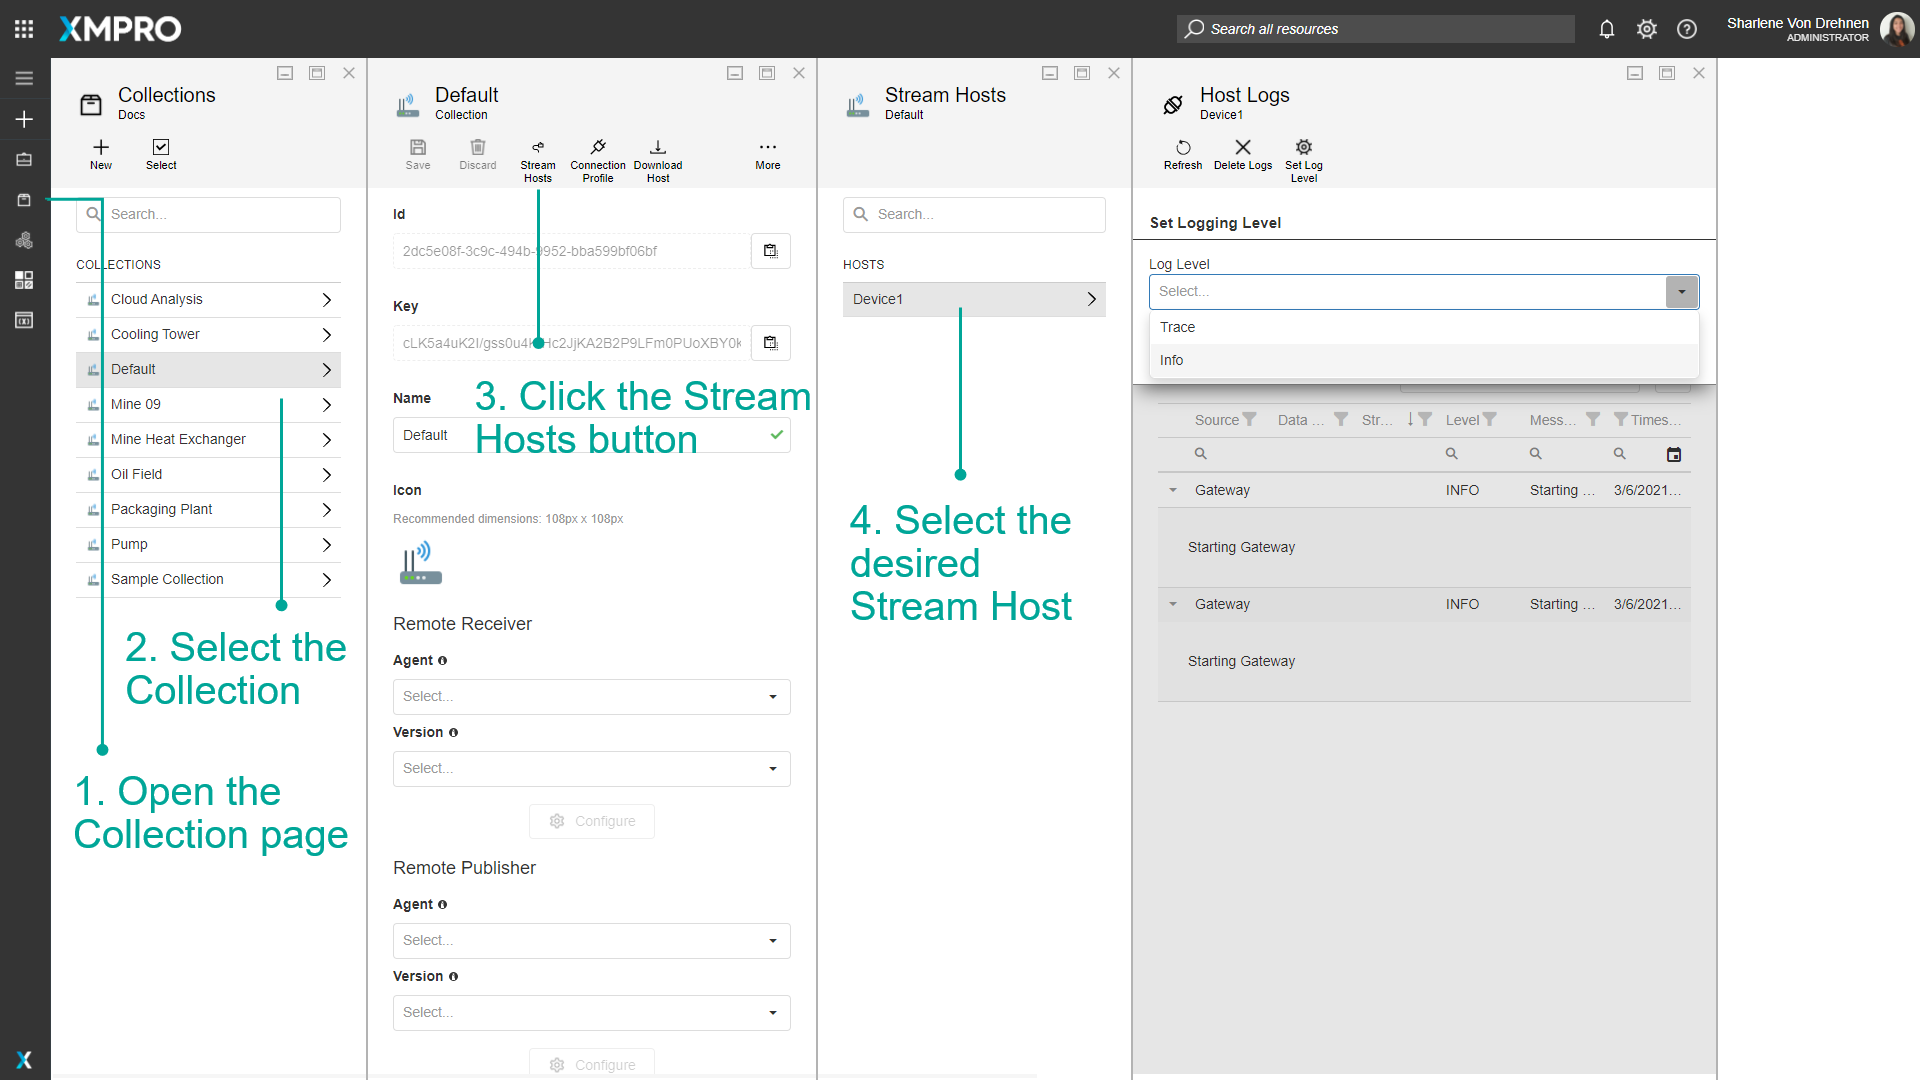 XMPRO
Search all resources
Sharlene Von Drehnen
ADMINISTRATOR
Collections
Docs
New
Select
Search...
COLLECTIONS
Cloud Analysis
Cooling Tower
Default
Mine 09
Mine Heat Exchanger
Oil Field
Packaging Plant
Pump
Sample Collection
2. Select the
Collection
1. Open the
Collection page
Default
Collection
Save
Discard
Stream
Hosts
Connection
Profile
Download
Host
More
Id
2dc5e08f-3c9c-494b-9952-bba599bf06bf
Key
Name
Default
3. Click the Stream
Hosts button
Icon
Recommended dimensions: 108px x 108px
Remote Receiver
Agent
Select...
Version
Select...
Configure
Remote Publisher
Agent
Select...
Version
Select...
Configure
Stream Hosts
Default
Search...
HOSTS
Device1
4. Select the
desired
Stream Host
Host Logs
Device1
Refresh
Delete Logs
Set Log
Level
Set Logging Level
Log Level
Select...
Trace
Info
Source Data ... Str... Level Mess... Times...
Gateway INFO Starting ... 3/6/2021...
Starting Gateway
Gateway INFO Starting ... 3/6/2021...
Starting Gateway